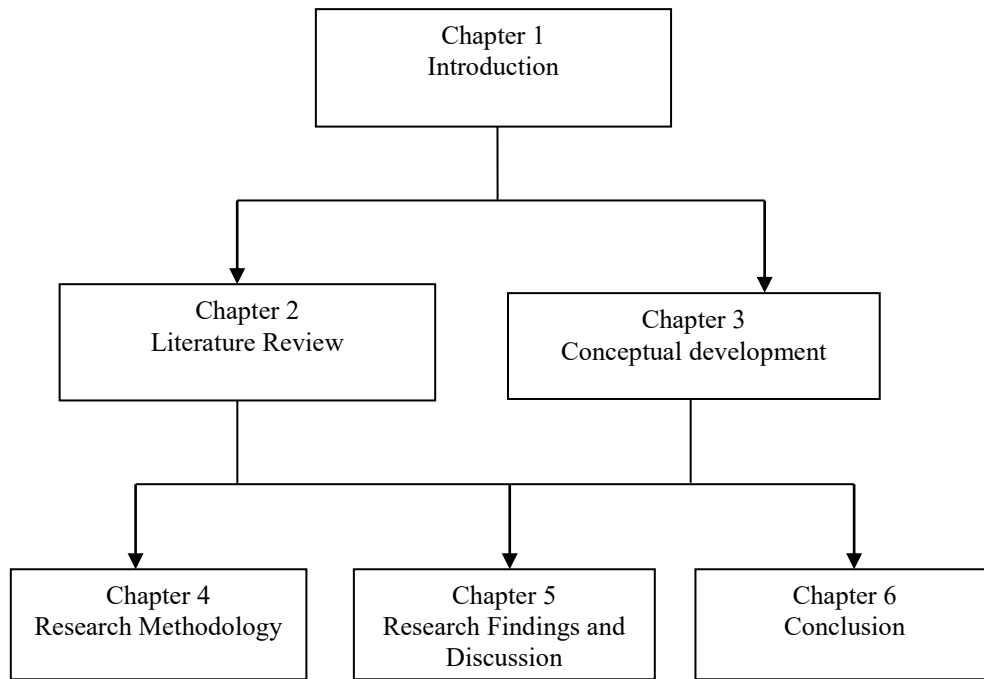 Chapter 1
Introduction
Chapter 2
Literature Review
Chapter 3
Conceptual development
Chapter 4
Research Methodology
Chapter 5
Research Findings and
Discussion
Chapter 6
Conclusion